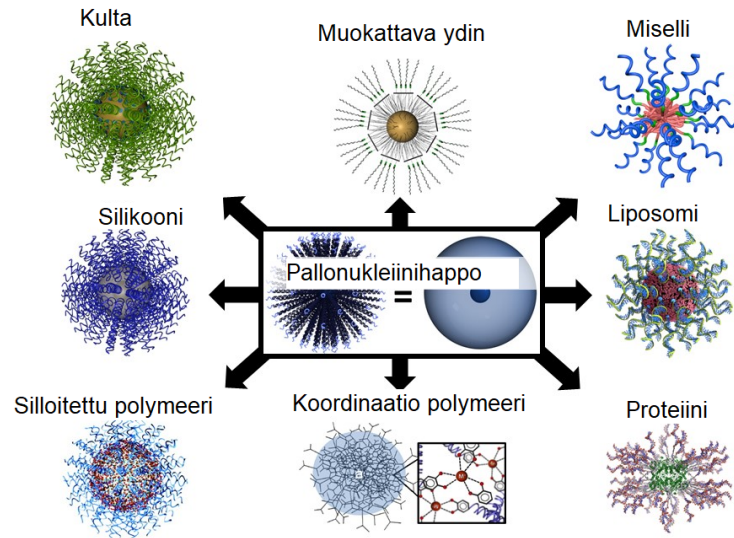 Kulta
Muokattava ydin
Miselli
Silikooni
Pallonukleiinihappo
=
Liposomi
Silloitettu polymeeri
Koordinaatio polymeeri
Proteiini